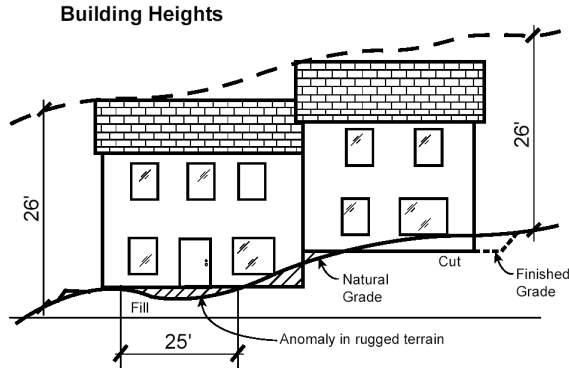 Building Heights
26'
26'
Natural
Grade
Cut
Finished
Grade
Fill
Anomaly in rugged terrain
25'